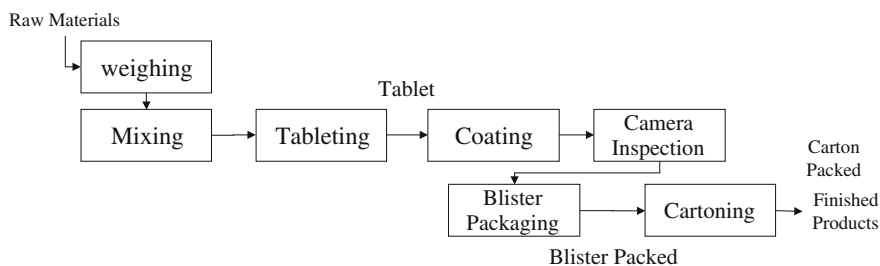 Raw Materials
weighing
Tablet
Mixing
Tableting
Coating
Camera
Inspection
Carton
Packed
Blister
Packaging
Cartoning
Finished
Products
Blister Packed